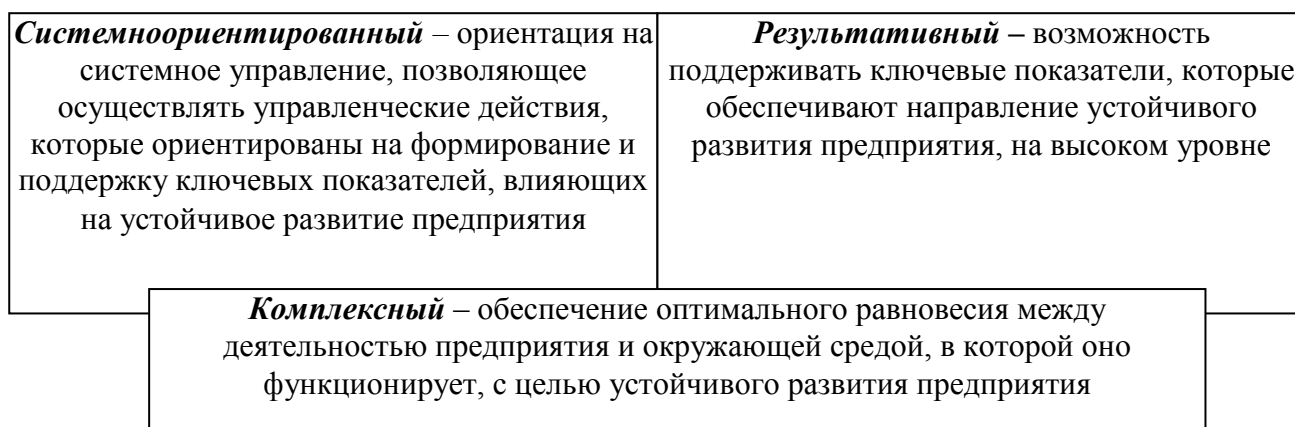 Системноориентированный – ориентация на
системное управление, позволяющее
осуществлять управленческие действия,
которые ориентированы на формирование и
поддержку ключевых показателей, влияющих
на устойчивое развитие предприятия
Результативный – возможность
поддерживать ключевые показатели, которые
обеспечивают направление устойчивого
развития предприятия, на высоком уровне
Комплексный – обеспечение оптимального равновесия между
деятельностью предприятия и окружающей средой, в которой оно
функционирует, с целью устойчивого развития предприятия